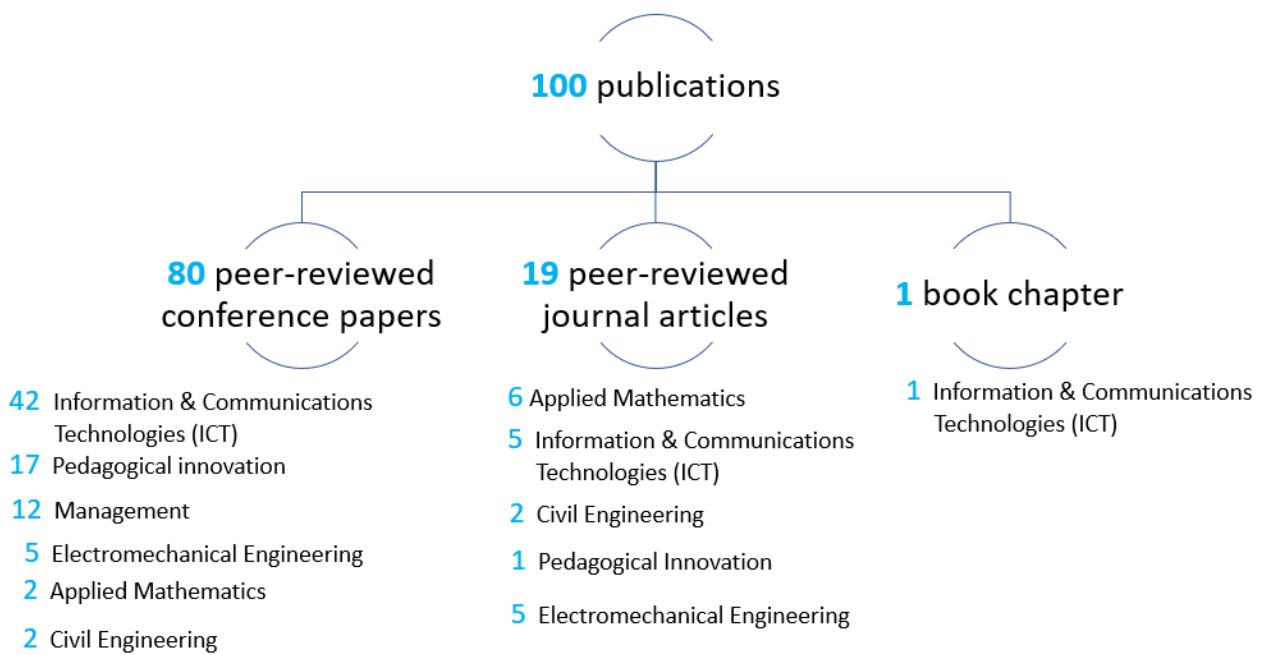 100 publications
80 peer-reviewed
conference papers
42 Information & Communications
Technologies (ICT)
17 Pedagogical innovation
12 Management
5 Electromechanical Engineering
2 Applied Mathematics
2 Civil Engineering
19 peer-reviewed
journal articles
6 Applied Mathematics
5 Information & Communications
Technologies (ICT)
2 Civil Engineering
1 Pedagogical Innovation
5 Electromechanical Engineering
1 book chapter
1 Information & Communications
Technologies (ICT)